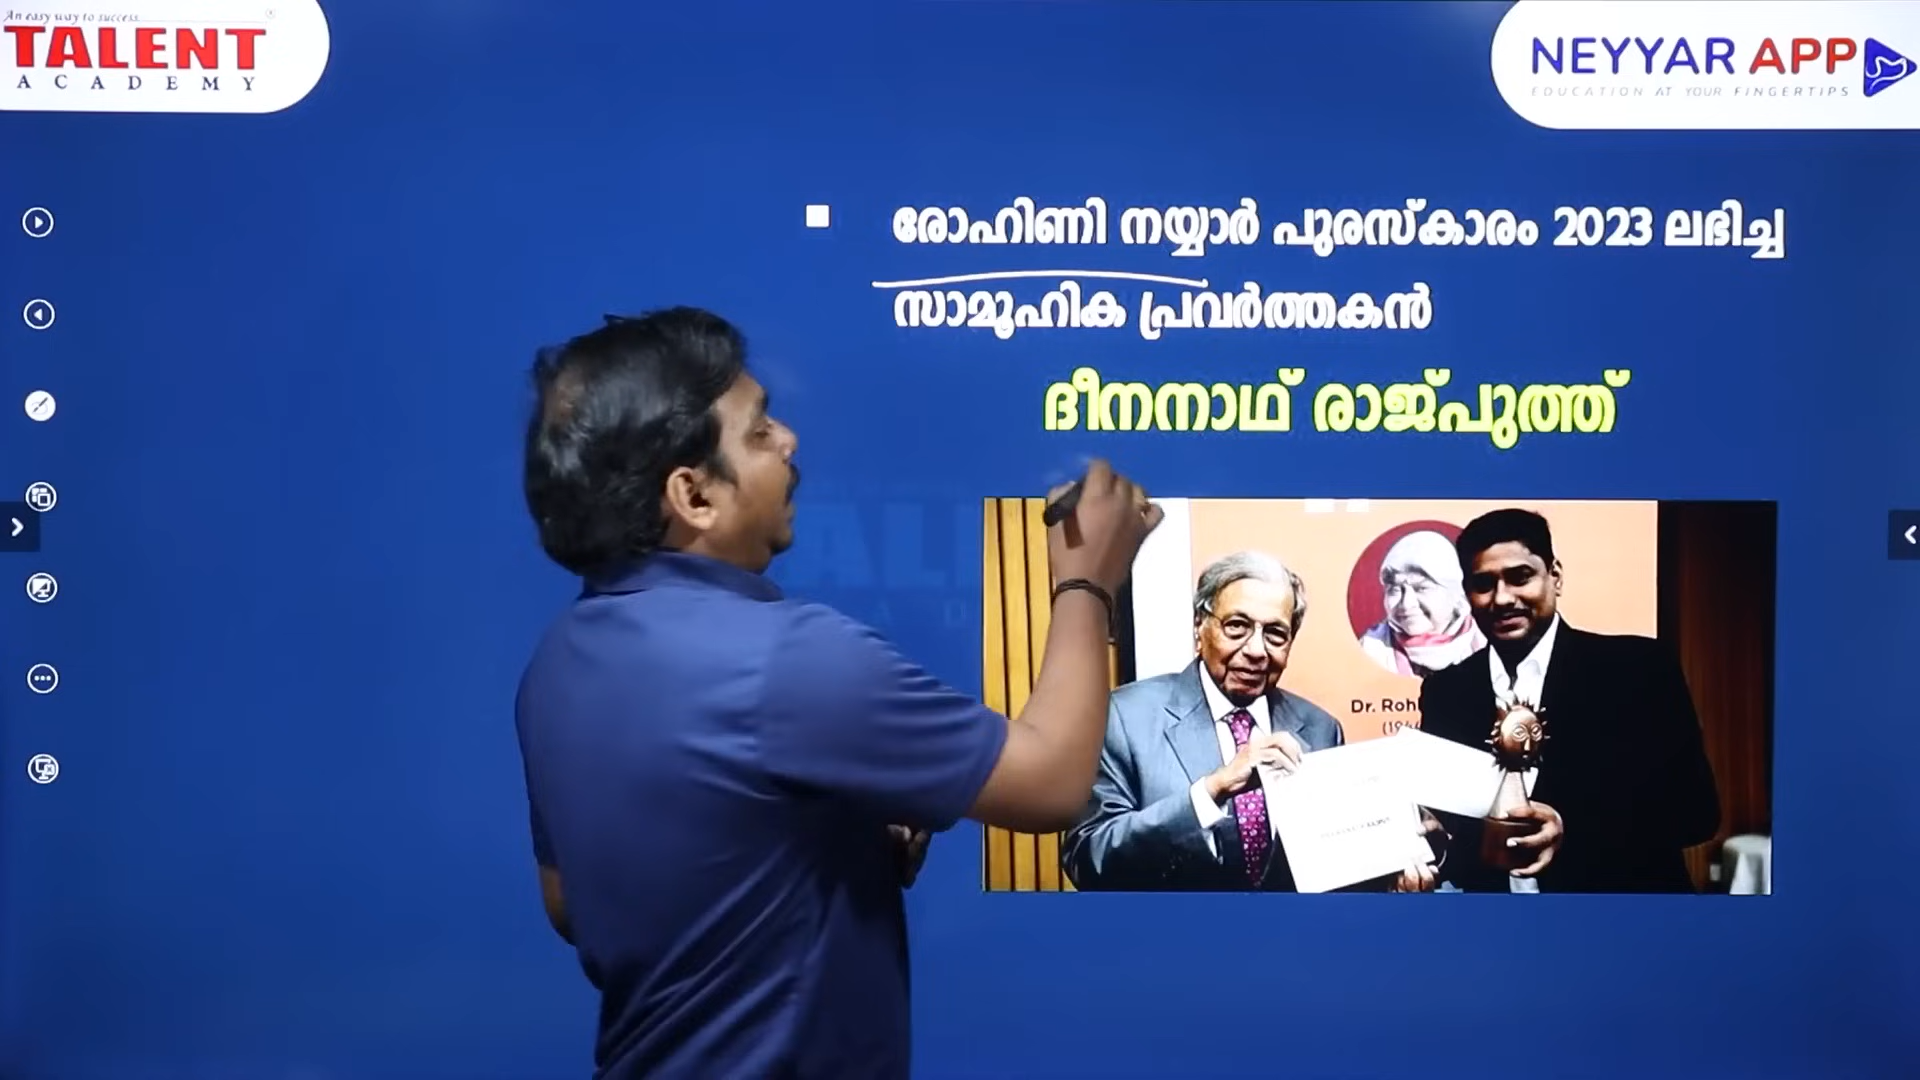 An easy way to success
TALENT
ACADEMY
NEYYAR APP
EDUCATION AT YOUR FINGERTIPS
രോഹിണി നയ്യാർ പുരസ്‌കാരം 2023 ലഭിച്ച
സാമൂഹിക പ്രവർത്തകൻ
ദീനനാഥ് രാജ്പുത്ത്
Dr. Roh